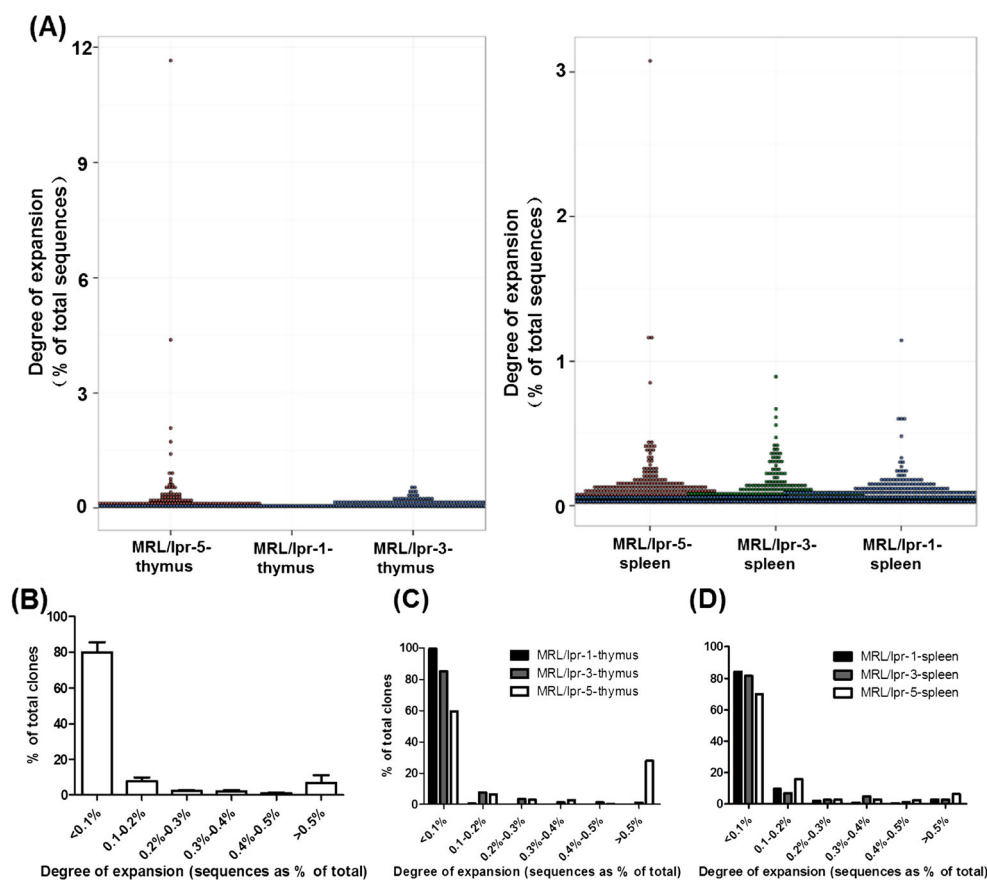 (A)
Degree of expansion
(% of total sequences)
12
9
6
3
0
MRL/lpr-5-
thymus
MRL/lpr-1-
thymus
MRL/lpr-3-
thymus
Degree of expansion
(% of total sequences)
3
2
1
0
MRL/lpr-5-
spleen
MRL/lpr-3-
spleen
MRL/lpr-1-
spleen
(B)
% of total clones
100
80
60
40
20
0
<0.1%
0.1-0.2%
0.2%-0.3%
0.3%-0.4%
0.4%-0.5%
>0.5%
Degree of expansion (sequences as % of total)
(C)
% of total clones
100
80
60
40
20
0
MRL/lpr-1-thymus
MRL/lpr-3-thymus
MRL/lpr-5-thymus
<0.1%
0.1-0.2%
0.2%-0.3%
0.3%-0.4%
0.4%-0.5%
>0.5%
Degree of expansion (sequences as % of total)
(D)
% of total clones
100
80
60
40
20
0
MRL/lpr-1-spleen
MRL/lpr-3-spleen
MRL/lpr-5-spleen
<0.1%
0.1-0.2%
0.2%-0.3%
0.3%-0.4%
0.4%-0.5%
>0.5%
Degree of expansion (sequences as % of total)